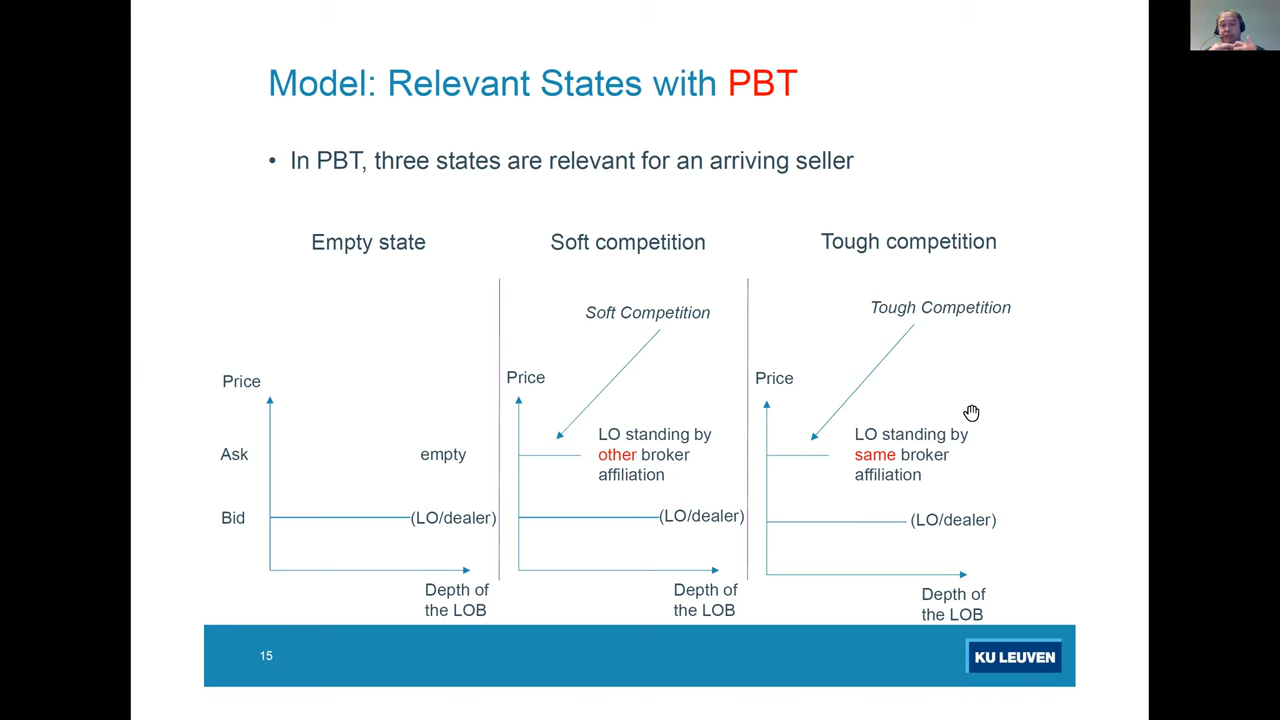 Model: Relevant States with PBT
• In PBT, three states are relevant for an arriving seller
Empty state
Price
Ask
empty
Bid
(LO/dealer)
Depth of
the LOB
Soft competition
Soft Competition
Price
LO standing by
other broker
affiliation
(LO/dealer)
Depth of
the LOB
Tough competition
Tough Competition
Price
LO standing by
same broker
affiliation
(LO/dealer)
Depth of
the LOB
15
KU LEUVEN